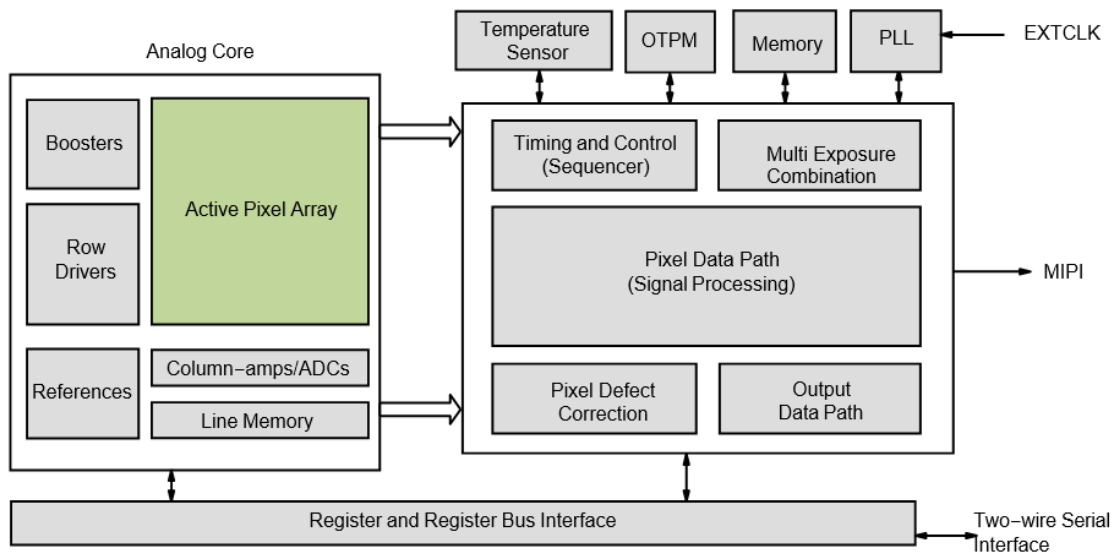 Analog Core
Temperature
Sensor
OTPM
Memory
PLL
EXTCLK
Boosters
Active Pixel Array
Row
Drivers
References
Column−amps/ADCs
Line Memory
Timing and Control
(Sequencer)
Multi Exposure
Combination
Pixel Data Path
(Signal Processing)
MIPI
Pixel Defect
Correction
Output
Data Path
Register and Register Bus Interface
Two−wire Serial
Interface